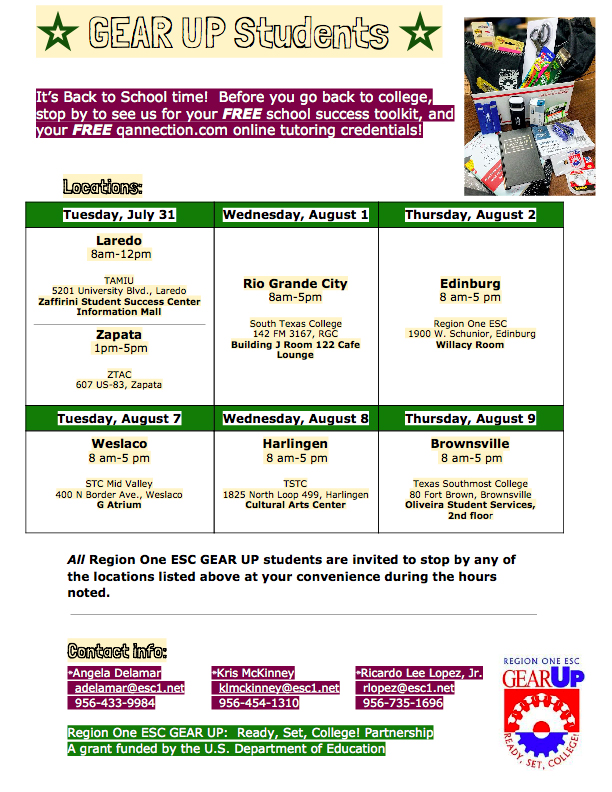 GEAR UP Students
It's Back to School time!  Before you go back to college,
stop by to see us for your FREE school success toolkit, and
your FREE qannection.com online tutoring credentials!
Locations:
Tuesday, July 31
Wednesday, August 1
Thursday, August 2
Laredo
8am-12pm
TAMIU
5201 University Blvd., Laredo
Zaffirini Student Success Center
Information Mall
Zapata
1pm-5pm
ZTAC
607 US-83, Zapata
Rio Grande City
8am-5pm
South Texas College
142 FM 3167, RGC
Building J Room 122 Cafe
Lounge
Edinburg
8 am-5 pm
Region One ESC
1900 W. Schunior, Edinburg
Willacy Room
Tuesday, August 7
Wednesday, August 8
Thursday, August 9
Weslaco
8 am-5 pm
STC Mid Valley
400 N Border Ave., Weslaco
G Atrium
Harlingen
8 am-5 pm
TSTC
1825 North Loop 499, Harlingen
Cultural Arts Center
Brownsville
8 am-5 pm
Texas Southmost College
80 Fort Brown, Brownsville
Oliveira Student Services,
2nd floor
All Region One ESC GEAR UP students are invited to stop by any of
the locations listed above at your convenience during the hours
noted.
Contact info:
*Angela Delamar
adelamar@esc1.net
956-433-9984
*Kris McKinney
klmckinney@esc1.net
956-454-1310
*Ricardo Lee Lopez, Jr.
rlopez@esc1.net
956-735-1696
REGION ONE ESC
GEAR UP
READY, SET, COLLEGE!
Region One ESC GEAR UP:  Ready, Set, College! Partnership
A grant funded by the U.S. Department of Education